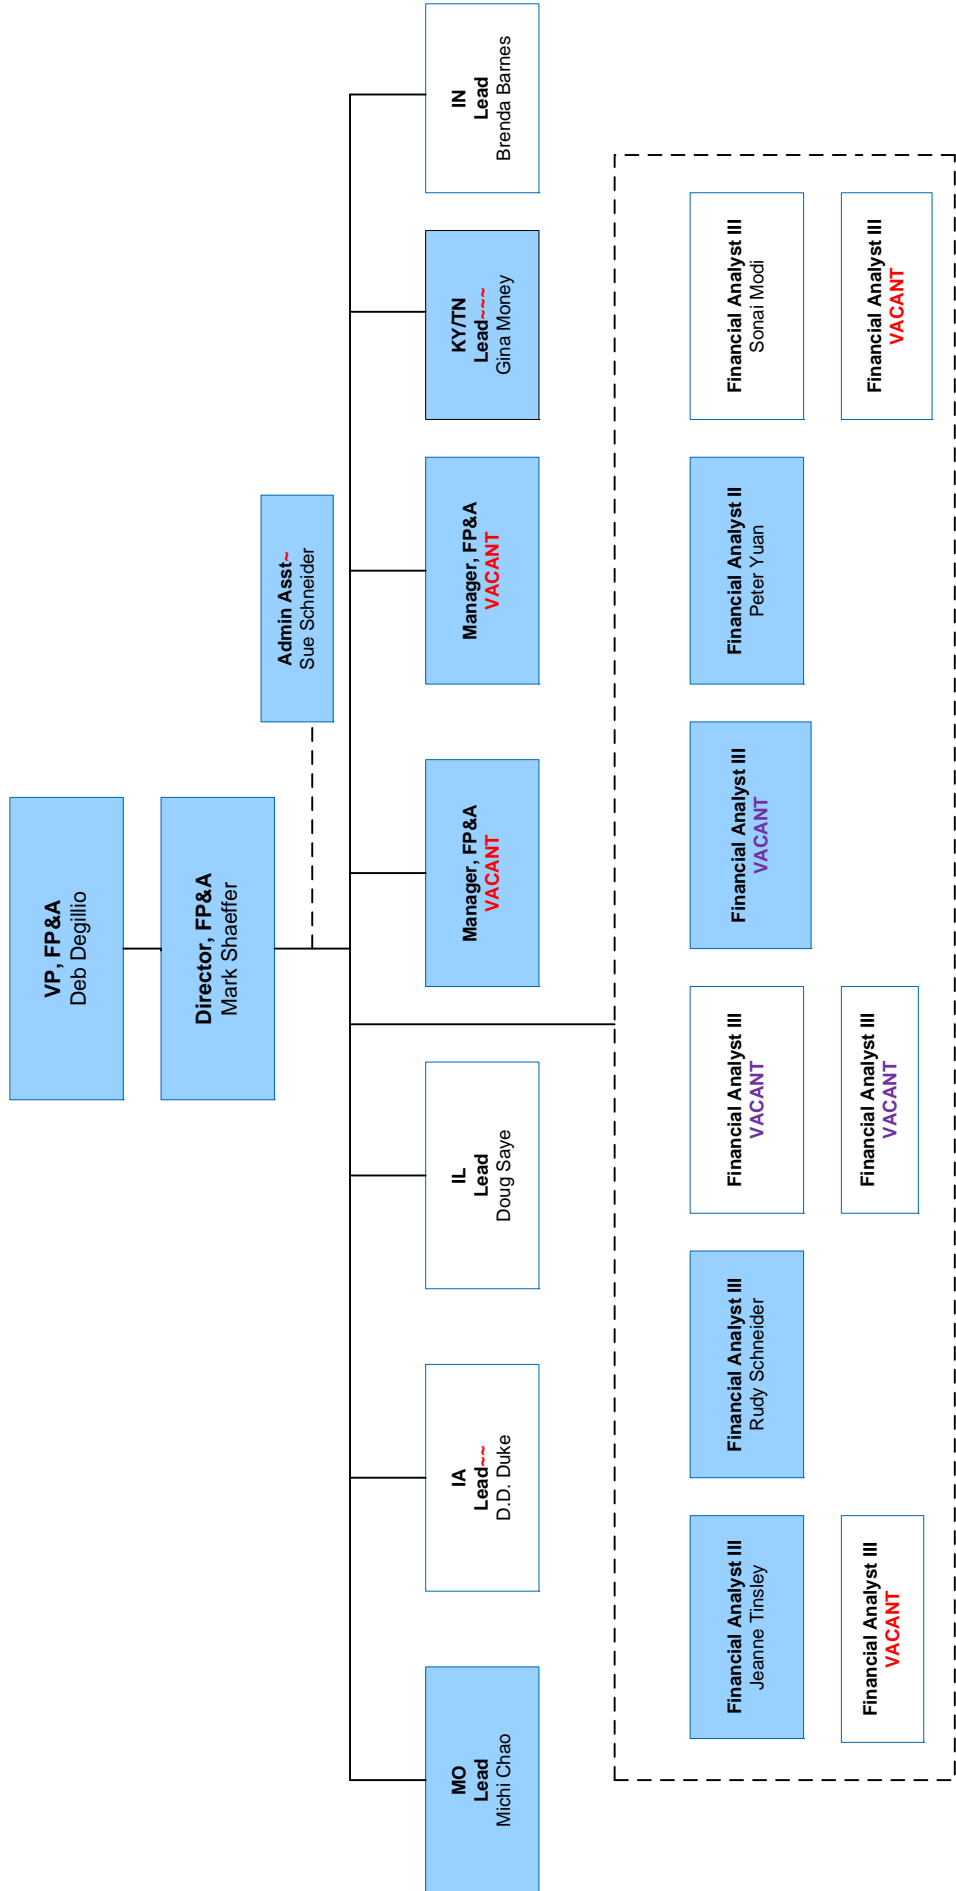 VP, FP&A
Deb Degillio
Director, FP&A
Mark Shaeffer
Admin Asst~
Sue Schneider
MO
Lead
Michi Chao
IA
Lead~~
D.D. Duke
IL
Lead
Doug Saye
Manager, FP&A
VACANT
Manager, FP&A
VACANT
KY/TN
Lead~~~
Gina Money
IN
Lead
Brenda Barnes
Financial Analyst III
Jeanne Tinsley
Financial Analyst III
Rudy Schneider
Financial Analyst III
VACANT
Financial Analyst III
VACANT
Financial Analyst II
Peter Yuan
Financial Analyst III
Sonai Modi
Financial Analyst III
VACANT
Financial Analyst III
VACANT
Financial Analyst III
VACANT